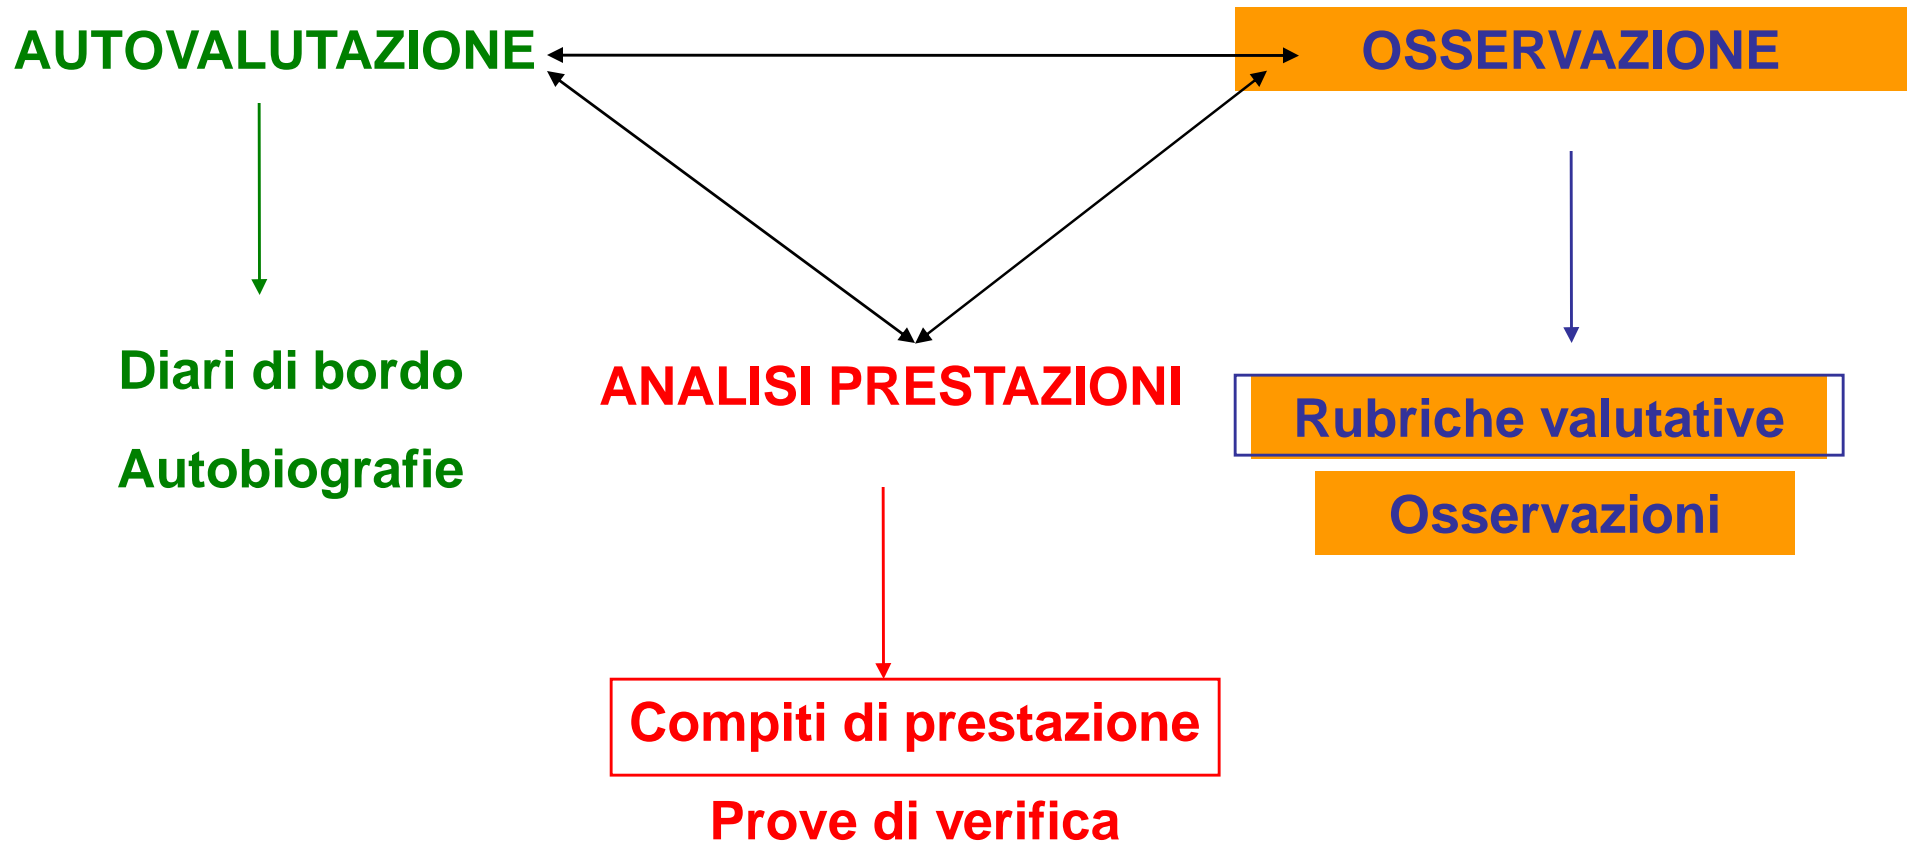 AUTOVALUTAZIONE
OSSERVAZIONE
Diari di bordo
Autobiografie
ANALISI PRESTAZIONI
Rubriche valutative
Osservazioni
Compiti di prestazione
Prove di verifica